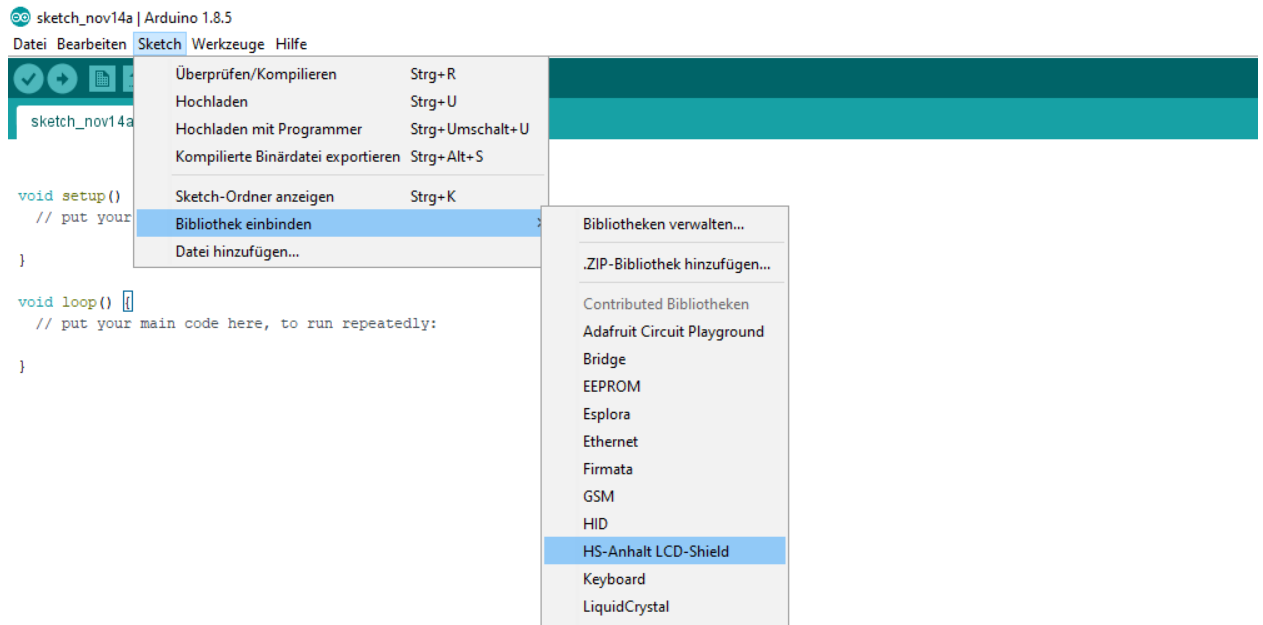 sketch_nov14a | Arduino 1.8.5
Datei Bearbeiten Sketch Werkzeuge Hilfe
Überprüfen/Kompilieren Strg+R
Hochladen Strg+U
sketch_nov14a
Hochladen mit Programmer Strg+Umschalt+U
Kompilierte Binärdatei exportieren Strg+Alt+S
Sketch-Ordner anzeigen Strg+K
Bibliothek einbinden
Datei hinzufügen...
Bibliotheken verwalten...
.ZIP-Bibliothek hinzufügen...
Contributed Bibliotheken
Adafruit Circuit Playground
Bridge
EEPROM
Esplora
Ethernet
Firmata
GSM
HID
HS-Anhalt LCD-Shield
Keyboard
LiquidCrystal
void setup()
// put your
}
void loop() {
// put your main code here, to run repeatedly:
}